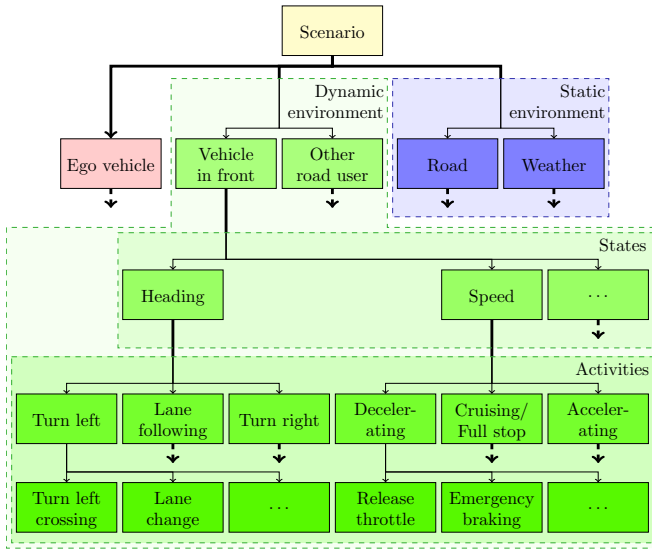 Scenario
Dynamic
environment
Static
environment
Ego vehicle
Vehicle
in front
Other
road user
Road
Weather
States
Heading
Speed
...
Activities
Turn left
Lane
following
Turn right
Deceler-
ating
Cruising/
Full stop
Acceler-
ating
Turn left
crossing
Lane
change
...
Release
throttle
Emergency
braking
...